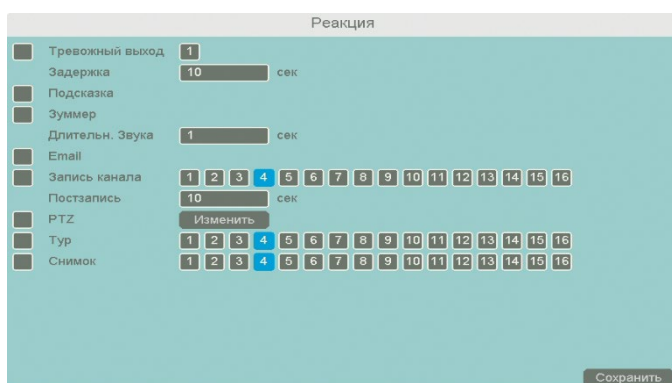 Реакция
Тревожный выход 1
Задержка 10 сек
Подсказка
Зуммер
Длительн. Звука 1 сек
Email
Запись канала 1 2 3 4 5 6 7 8 9 10 11 12 13 14 15 16
Постзапись 10 сек
PTZ Изменить
Тур 1 2 3 4 5 6 7 8 9 10 11 12 13 14 15 16
Снимок 1 2 3 4 5 6 7 8 9 10 11 12 13 14 15 16
Сохранить